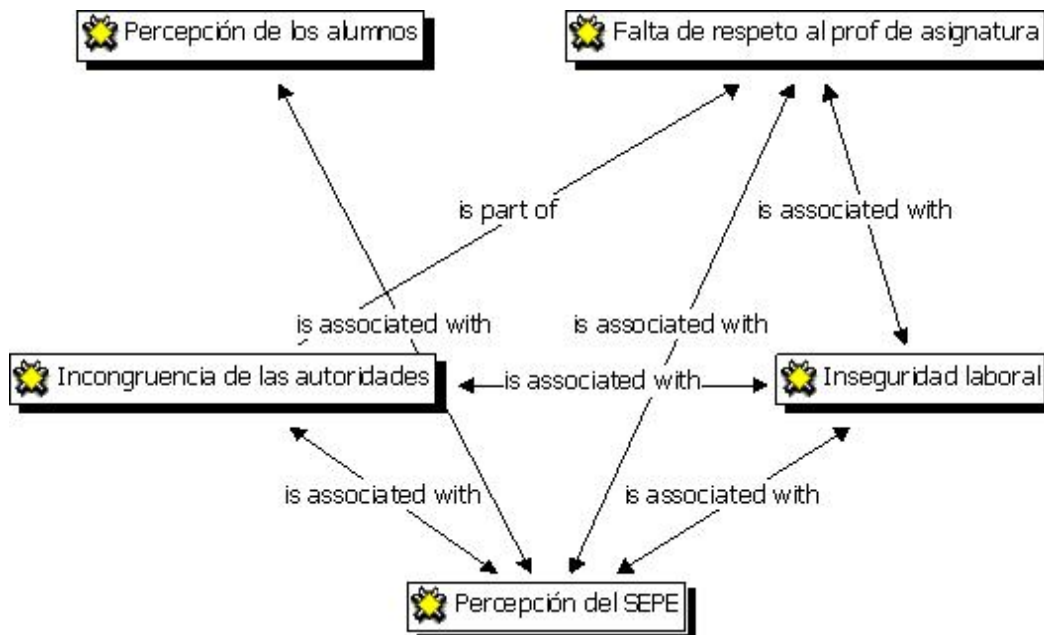 Percepción de los alumnos
Falta de respeto al prof de asignatura
is part of
is associated with
is associated with
is associated with
Incongruencia de las autoridades
is associated with
Inseguridad laboral
is associated with
is associated with
Percepción del SEPE